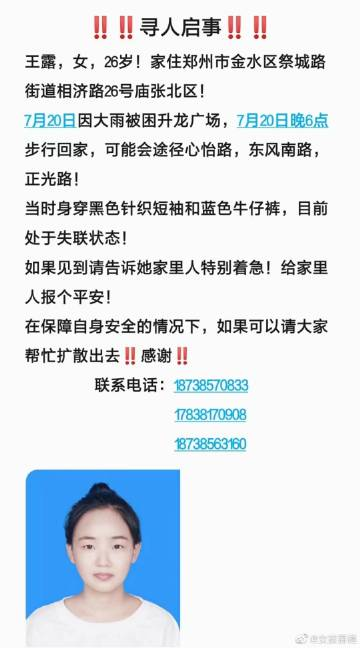 ‼️‼️寻人启事‼️‼️
王露，女，26岁！家住郑州市金水区祭城路
街道相济路26号庙张北区！
7月20日因大雨被困升龙广场，7月20日晚6点
步行回家，可能会途径心怡路，东风南路，
正光路！
当时身穿黑色针织短袖和蓝色牛仔裤，目前
处于失联状态！
如果见到请告诉她家里人特别着急！给家里
人报个平安！
在保障自身安全的情况下，如果可以请大家
帮忙扩散出去‼️感谢‼️
联系电话：18738570833
17838170908
18738563160